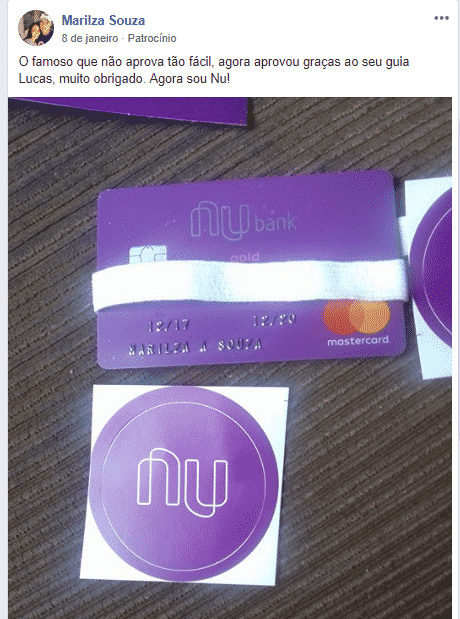 Marilza Souza
8 de janeiro · Patrocínio
O famoso que não aprova tão fácil, agora aprovou graças ao seu guia
Lucas, muito obrigado. Agora sou Nu!
nu bank
gold
12/17 12/20
MARILZA A SOUZA
mastercard
nu